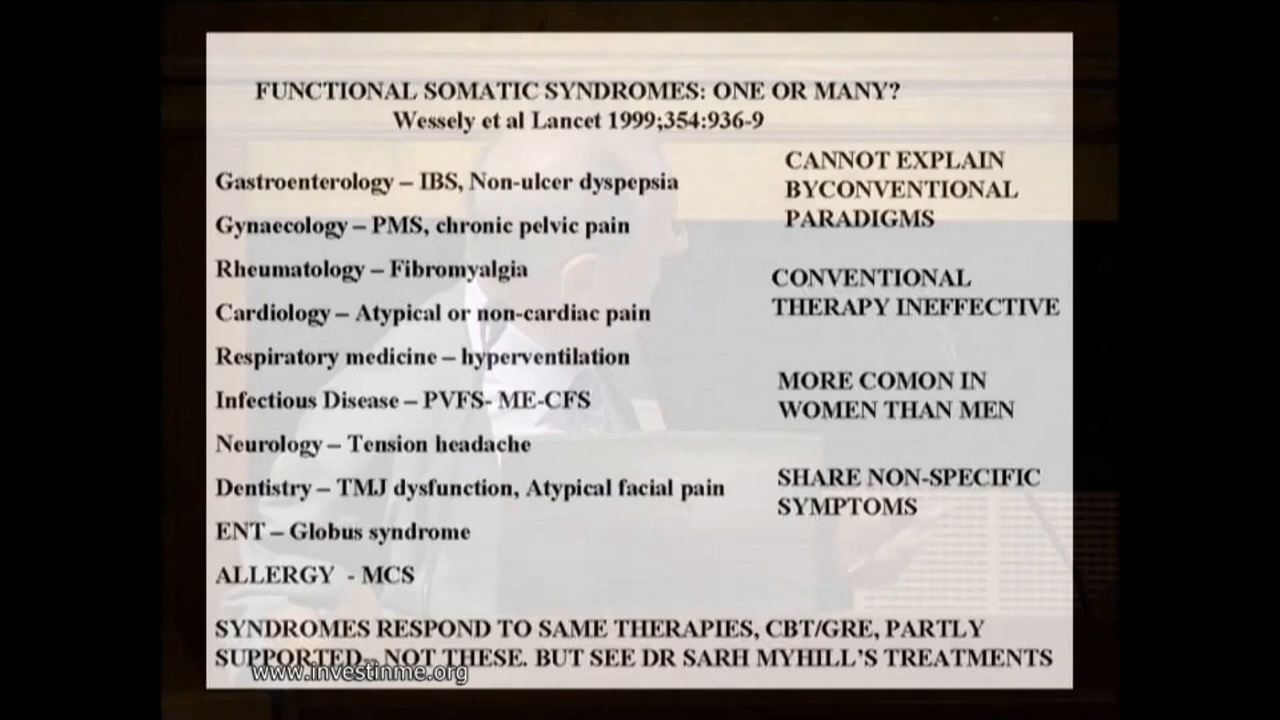 FUNCTIONAL SOMATIC SYNDROMES: ONE OR MANY?
Wessely et al Lancet 1999;354:936-9
Gastroenterology – IBS, Non-ulcer dyspepsia
Gynaecology – PMS, chronic pelvic pain
Rheumatology – Fibromyalgia
Cardiology – Atypical or non-cardiac pain
Respiratory medicine – hyperventilation
Infectious Disease – PVFS- ME-CFS
Neurology – Tension headache
Dentistry – TMJ dysfunction, Atypical facial pain
ENT – Globus syndrome
ALLERGY - MCS
CANNOT EXPLAIN
BYCONVENTIONAL
PARADIGMS
CONVENTIONAL
THERAPY INEFFECTIVE
MORE COMON IN
WOMEN THAN MEN
SHARE NON-SPECIFIC
SYMPTOMS
SYNDROMES RESPOND TO SAME THERAPIES, CBT/GRE, PARTLY
SUPPORTED– NOT THESE. BUT SEE DR SARH MYHILL'S TREATMENTS
www.investinme.org